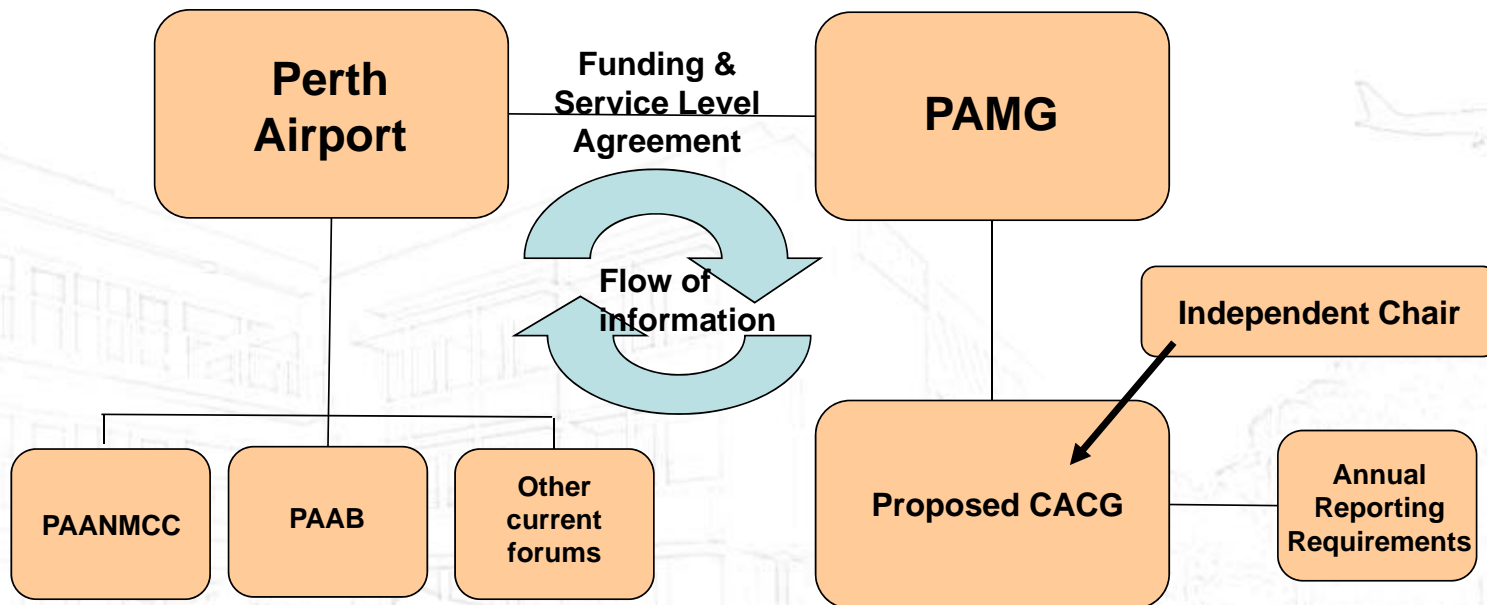 Perth
Airport
Funding &
Service Level
Agreement
PAMG
Flow of
information
Independent Chair
PAANMCC
PAAB
Other
current
forums
Proposed CACG
Annual
Reporting
Requirements